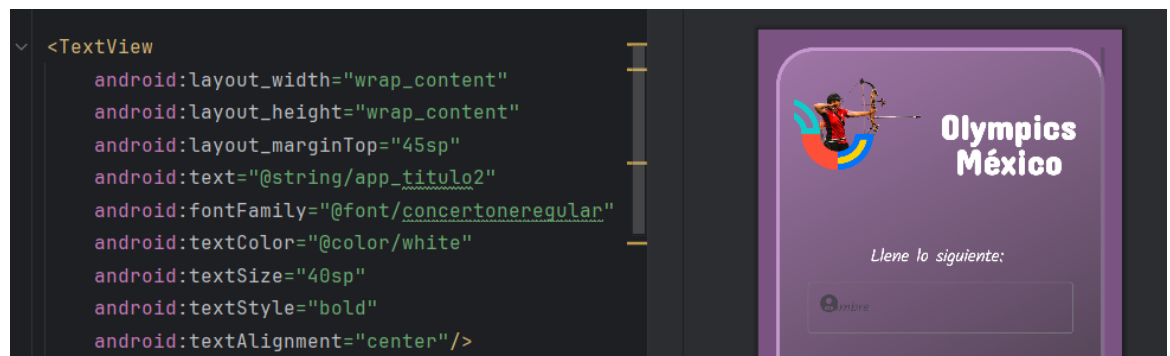 <TextView
android:layout_width="wrap_content"
android:layout_height="wrap_content"
android:layout_marginTop="45sp"
android:text="@string/app_titulo2"
android:fontFamily="@font/concertoneregular"
android:textColor="@color/white"
android:textSize="40sp"
android:textStyle="bold"
android:textAlignment="center"/>
Olympics
México
Llene lo siguiente:
mbre